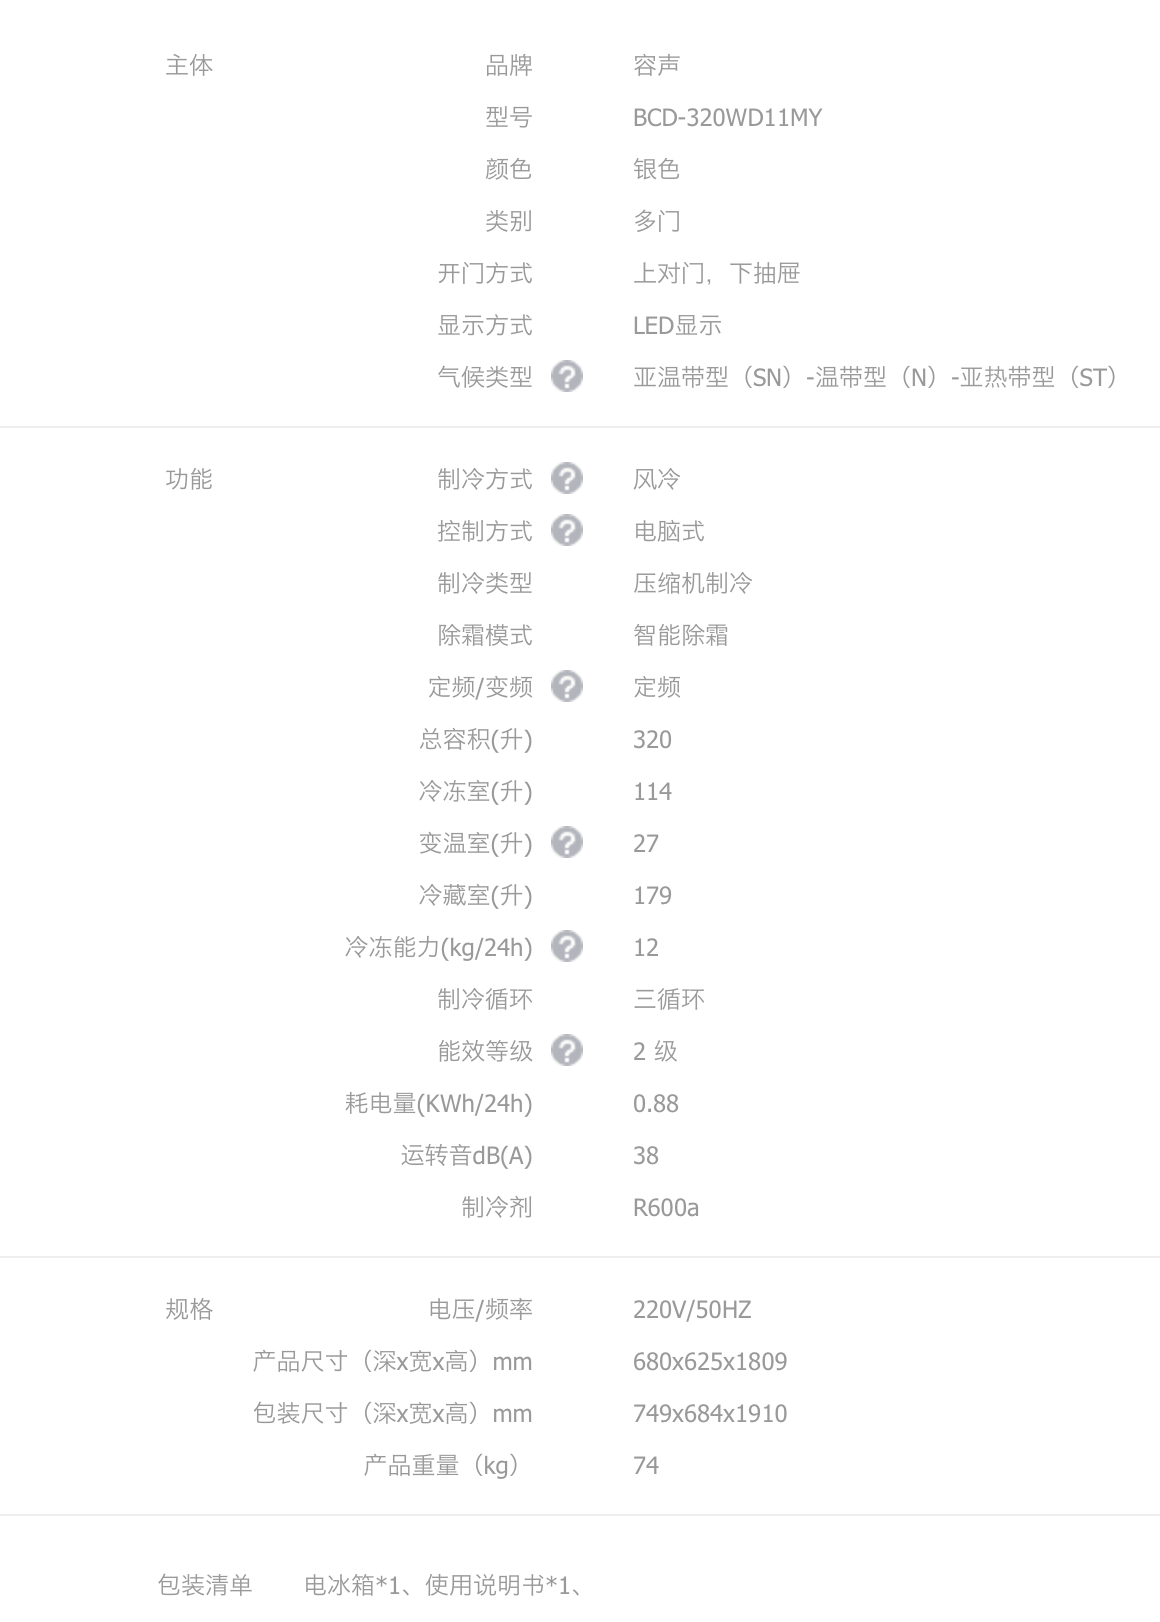 主体 品牌 容声
型号 BCD-320WD11MY
颜色 银色
类别 多门
开门方式 上对门，下抽屉
显示方式 LED显示
气候类型 ? 亚温带型（SN）-温带型（N）-亚热带型（ST）
功能 制冷方式 ? 风冷
控制方式 ? 电脑式
制冷类型 压缩机制冷
除霜模式 智能除霜
定频/变频 ? 定频
总容积(升) 320
冷冻室(升) 114
变温室(升) ? 27
冷藏室(升) 179
冷冻能力(kg/24h) ? 12
制冷循环 三循环
能效等级 ? 2 级
耗电量(KWh/24h) 0.88
运转音dB(A) 38
制冷剂 R600a
规格 电压/频率 220V/50HZ
产品尺寸（深x宽x高）mm 680x625x1809
包装尺寸（深x宽x高）mm 749x684x1910
产品重量（kg） 74
包装清单 电冰箱*1、使用说明书*1、